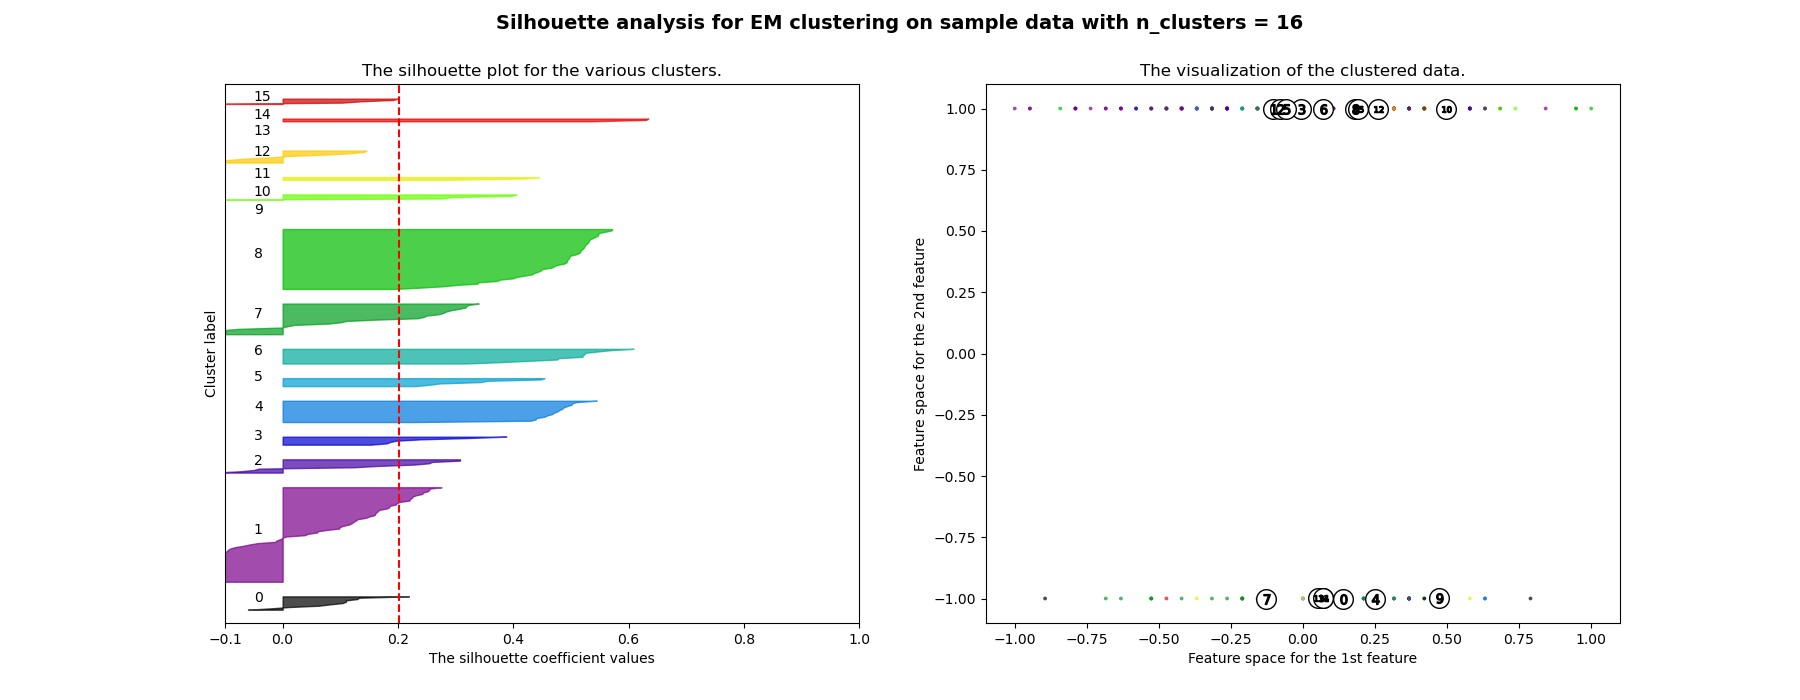 Silhouette analysis for EM clustering on sample data with n_clusters = 16
The silhouette plot for the various clusters.
15
14
13
12
11
10
9
8
7
6
5
4
3
2
1
0
Cluster label
−0.1 0.0 0.2 0.4 0.6 0.8 1.0
The silhouette coefficient values
The visualization of the clustered data.
1.00
0.75
0.50
0.25
0.00
−0.25
−0.50
−0.75
−1.00
Feature space for the 2nd feature
5 3 6 8 12 10
7 0 4 9
−1.00 −0.75 −0.50 −0.25 0.00 0.25 0.50 0.75 1.00
Feature space for the 1st feature